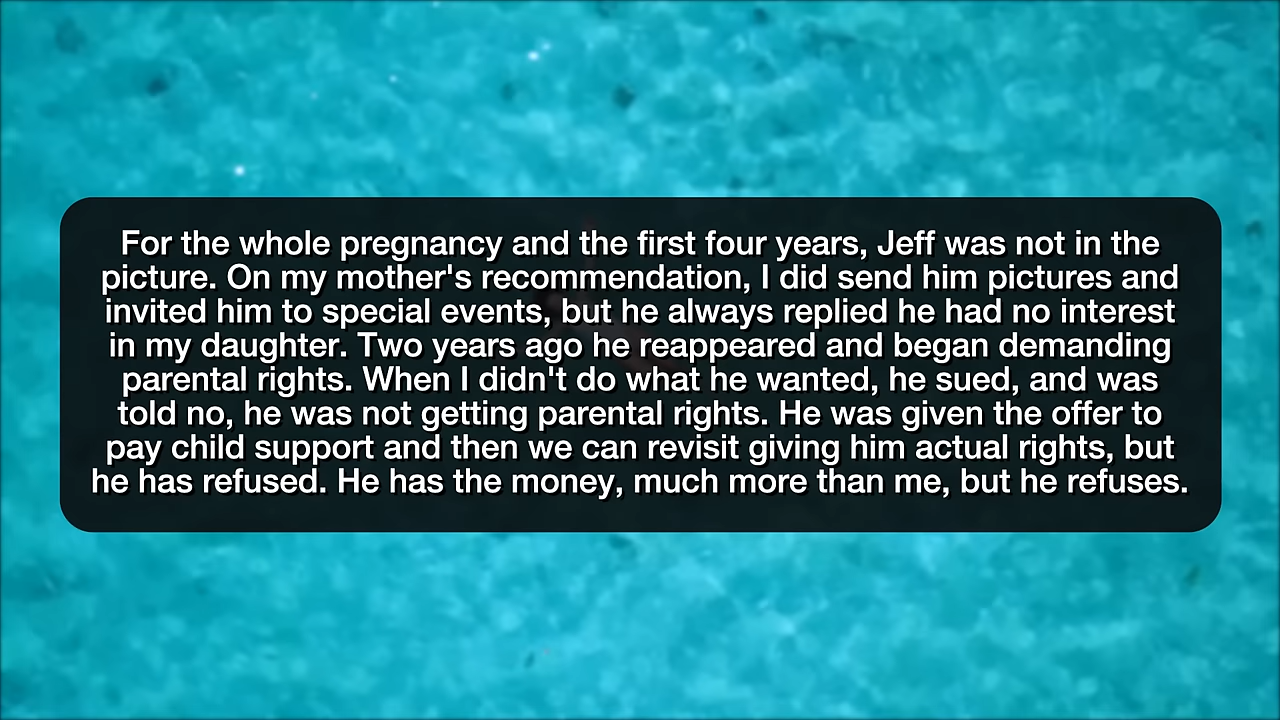 For the whole pregnancy and the first four years, Jeff was not in the
picture. On my mother's recommendation, I did send him pictures and
invited him to special events, but he always replied he had no interest
in my daughter. Two years ago he reappeared and began demanding
parental rights. When I didn't do what he wanted, he sued, and was
told no, he was not getting parental rights. He was given the offer to
pay child support and then we can revisit giving him actual rights, but
he has refused. He has the money, much more than me, but he refuses.